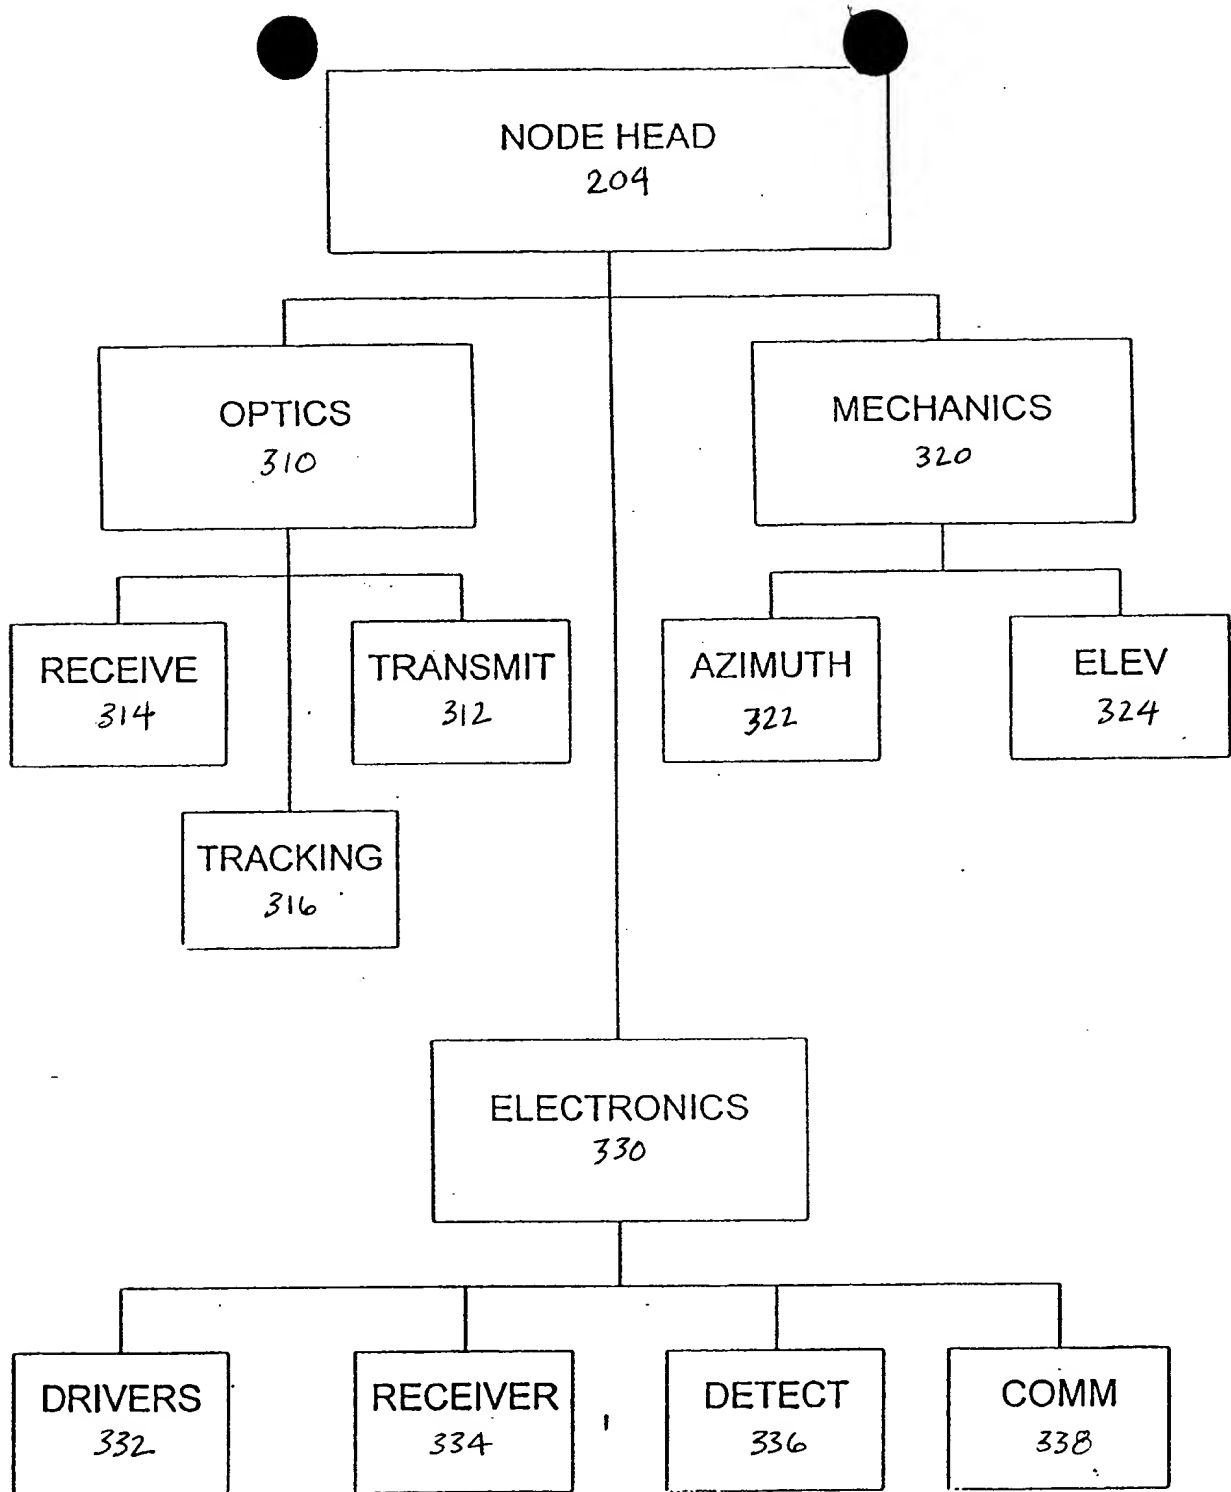 NODE HEAD
204
OPTICS
310
MECHANICS
320
RECEIVE
314
TRANSMIT
312
AZIMUTH
322
ELEV
324
TRACKING
316
ELECTRONICS
330
DRIVERS
332
RECEIVER
334
DETECT
336
COMM
338